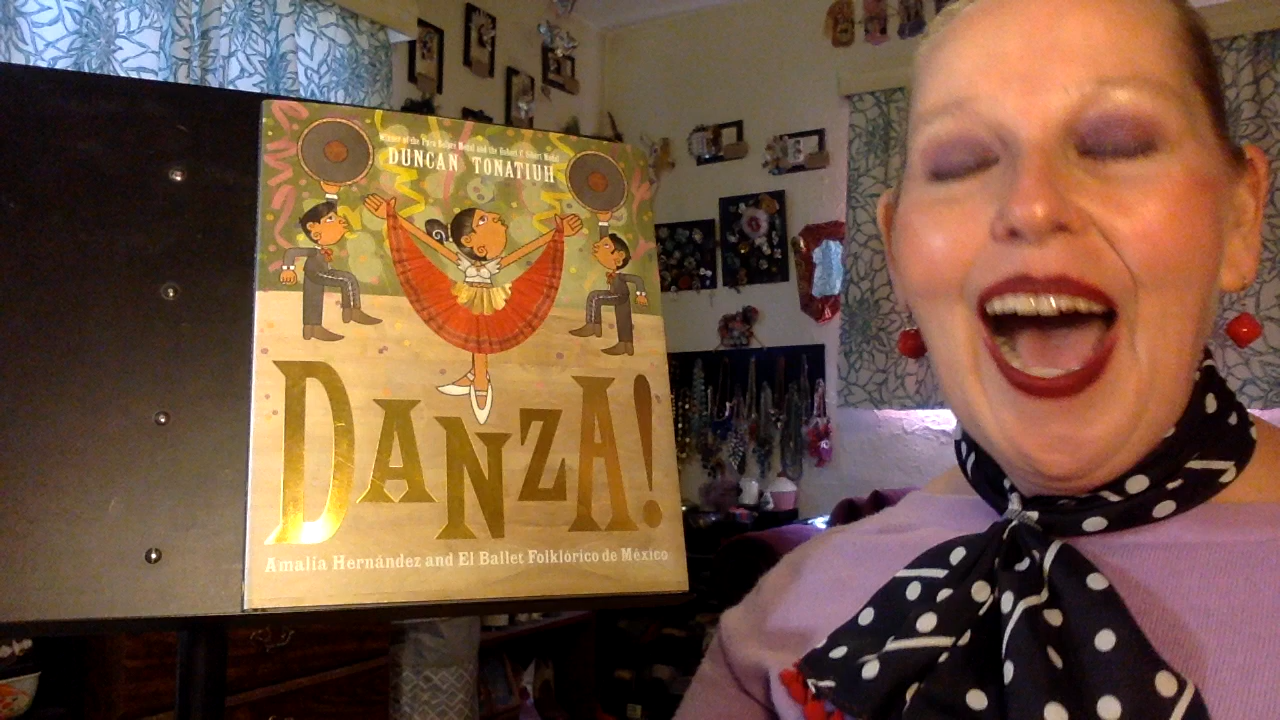 Winner of the Pura Belpré Medal and the Robert F. Sibert Medal
DUNCAN TONATIUH
DANZA!
Amalia Hernández and El Ballet Folklórico de México